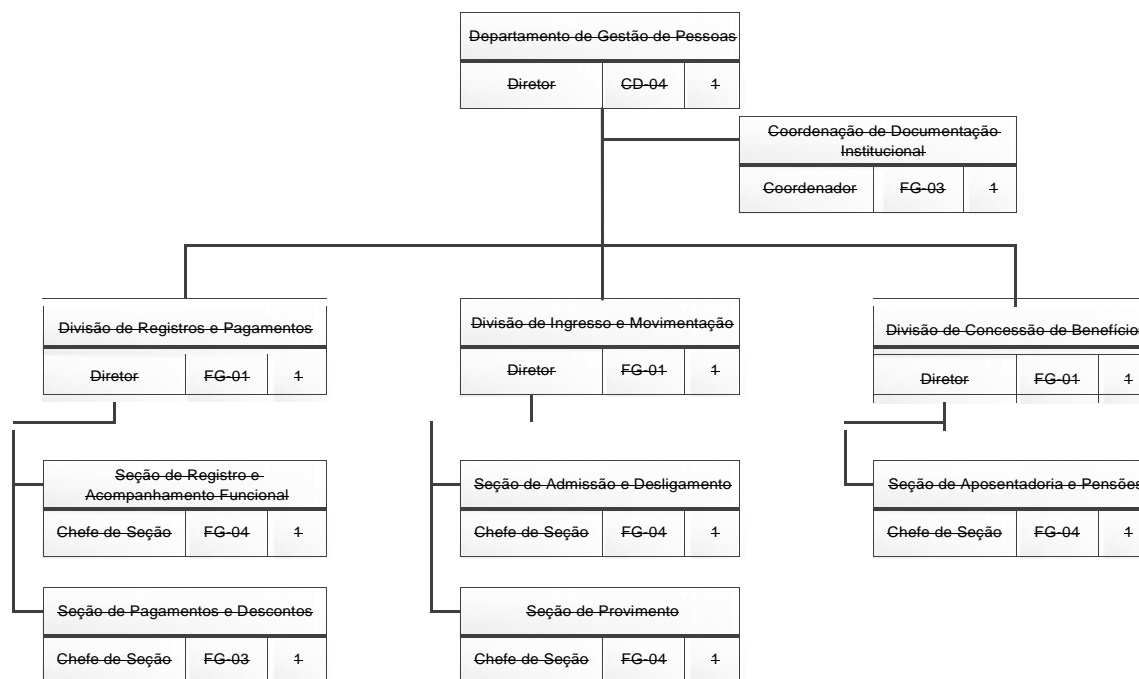 Departamento de Gestão de Pessoas
Diretor CD-04 1
Coordenação de Documentação
Institucional
Coordenador FG-03 1
Divisão de Registros e Pagamentos
Diretor FG-01 1
Divisão de Ingresso e Movimentação
Diretor FG-01 1
Divisão de Concessão de Benefício
Diretor FG-01 1
Seção de Registro e
Acompanhamento Funcional
Chefe de Seção FG-04 1
Seção de Admissão e Desligamento
Chefe de Seção FG-04 1
Seção de Aposentadoria e Pensões
Chefe de Seção FG-04 1
Seção de Pagamentos e Descontos
Chefe de Seção FG-03 1
Seção de Provimento
Chefe de Seção FG-04 1